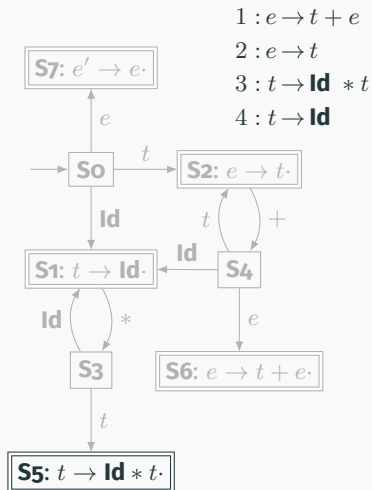 1 : e → t + e
2 : e → t
3 : t → Id * t
4 : t → Id
S7: e′ → e·
e
t
S0
S2: e → t·
Id
t
+
Id
S1: t → Id·
S4
Id
*
e
S3
S6: e → t + e·
t
S5: t → Id * t·